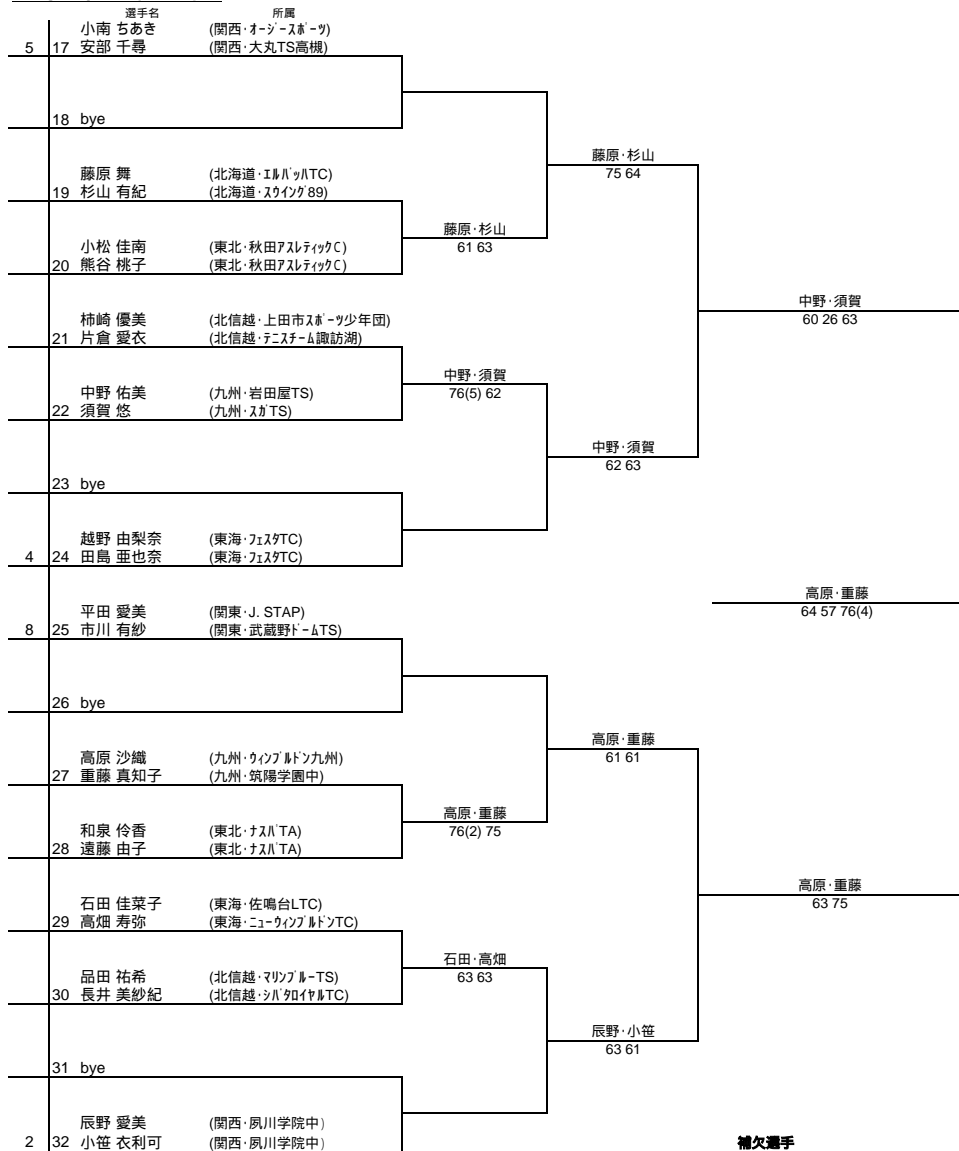 選手名 所属
小南 ちあき (関西･オージースポーツ)
5 17 安部 千尋 (関西･大丸TS高槻)
18 bye
藤原･杉山
75 64
藤原 舞 (北海道･エルパッハTC)
19 杉山 有紀 (北海道･スウイング89)
藤原･杉山
61 63
小松 佳南 (東北･秋田アスレティックC)
20 熊谷 桃子 (東北･秋田アスレティックC)
中野･須賀
60 26 63
柿崎 優美 (北信越･上田市スポーツ少年団)
21 片倉 愛衣 (北信越･テニスチーム諏訪湖)
中野･須賀
76(5) 62
中野 佑美 (九州･岩田屋TS)
22 須賀 悠 (九州･スガTS)
中野･須賀
62 63
23 bye
越野 由梨奈 (東海･フェスタTC)
4 24 田島 亜也奈 (東海･フェスタTC)
高原･重藤
64 57 76(4)
平田 愛美 (関東･J. STAP)
8 25 市川 有紗 (関東･武蔵野ドームTS)
26 bye
高原･重藤
61 61
高原 沙織 (九州･ウィンブルドン九州)
27 重藤 真知子 (九州･筑陽学園中)
高原･重藤
76(2) 75
和泉 伶香 (東北･ナスパTA)
28 遠藤 由子 (東北･ナスパTA)
高原･重藤
63 75
石田 佳菜子 (東海･佐鳴台LTC)
29 高畑 寿弥 (東海･ニューウィンブルドンTC)
石田･高畑
63 63
品田 祐希 (北信越･マリンブルーTS)
30 長井 美紗紀 (北信越･シバタロイヤルTC)
辰野･小笹
63 61
31 bye
辰野 愛美 (関西･夙川学院中)
2 32 小笹 衣利可 (関西･夙川学院中)
補欠選手